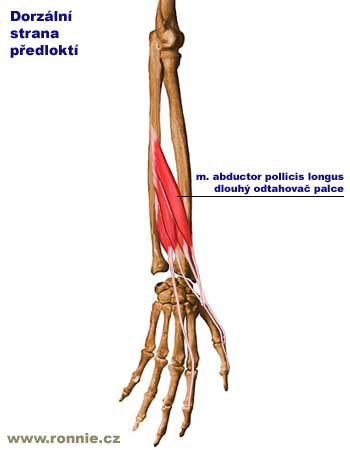 Dorzální
strana
předloktí
m. abductor pollicis longus
dlouhý odtahovač palce
www.ronnie.cz